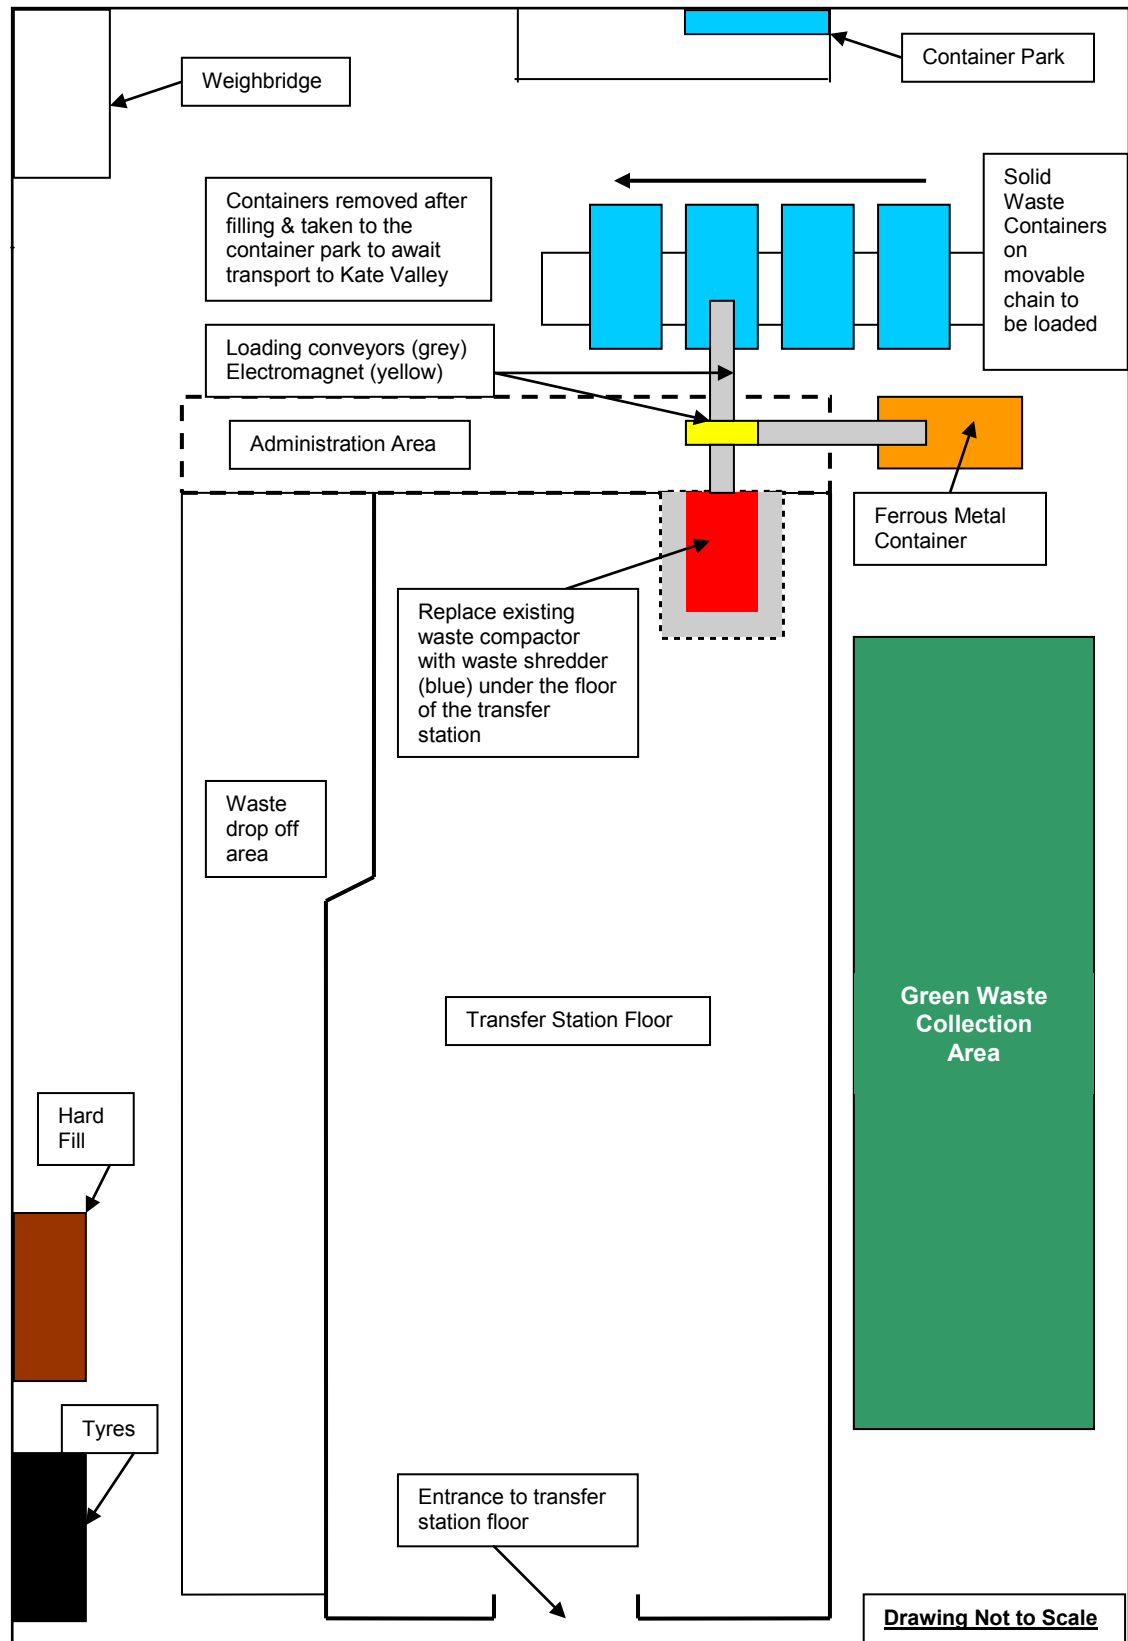 Container Park
Weighbridge
Solid
Waste
Containers
on
movable
chain to
be loaded
Containers removed after
filling & taken to the
container park to await
transport to Kate Valley
Loading conveyors (grey)
Electromagnet (yellow)
Administration Area
Ferrous Metal
Container
Replace existing
waste compactor
with waste shredder
(blue) under the floor
of the transfer
station
Waste
drop off
area
Green Waste
Collection
Area
Transfer Station Floor
Hard
Fill
Tyres
Entrance to transfer
station floor
Drawing Not to Scale